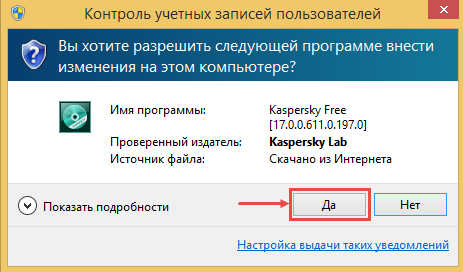 Контроль учетных записей пользователей
Вы хотите разрешить следующей программе внести
изменения на этом компьютере?
Имя программы: Kaspersky Free
[17.0.0.611.0.197.0]
Проверенный издатель: Kaspersky Lab
Источник файла: Скачано из Интернета
Показать подробности
Да
Нет
Настройка выдачи таких уведомлений